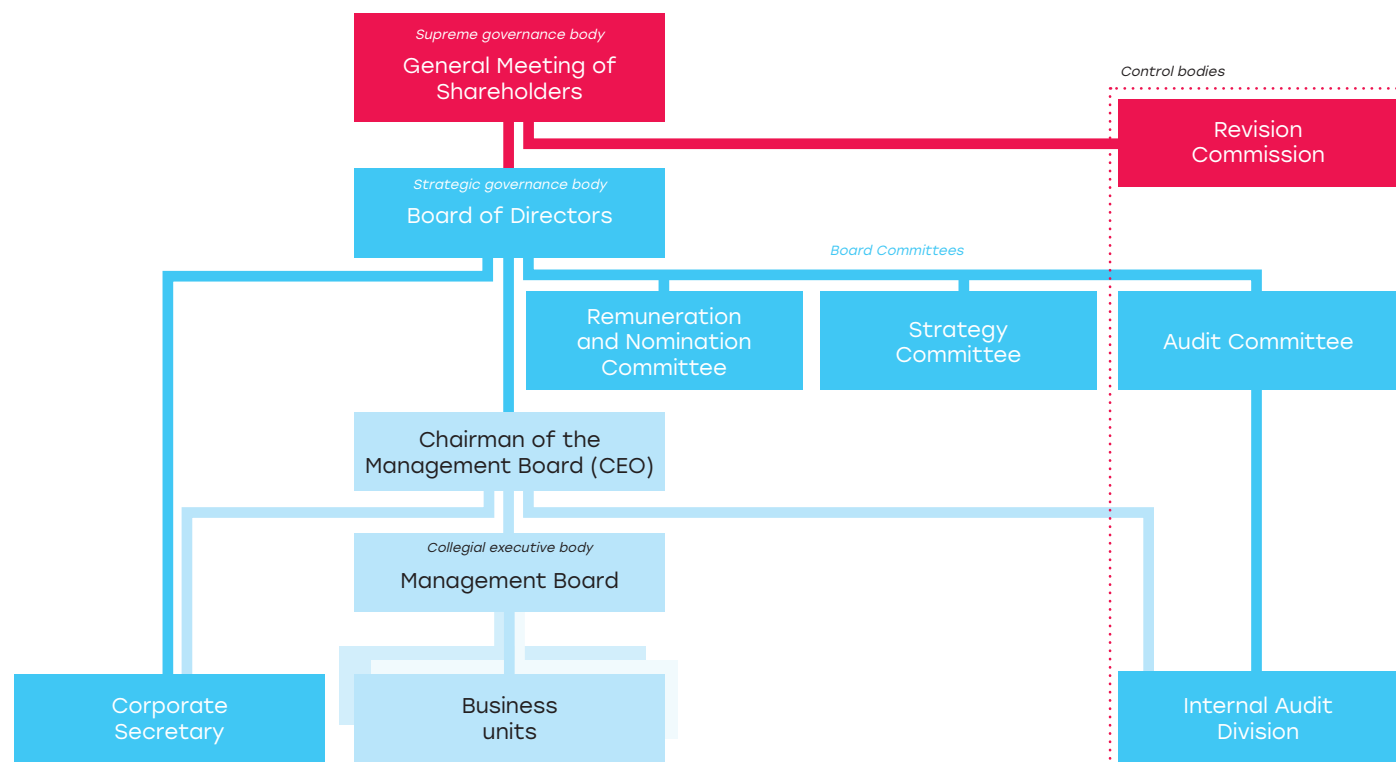 Supreme governance body
General Meeting of
Shareholders
Control bodies
Revision
Commission
Strategic governance body
Board of Directors
Board Committees
Remuneration
and Nomination
Committee
Strategy
Committee
Audit Committee
Chairman of the
Management Board (CEO)
Collegial executive body
Management Board
Corporate
Secretary
Business
units
Internal Audit
Division